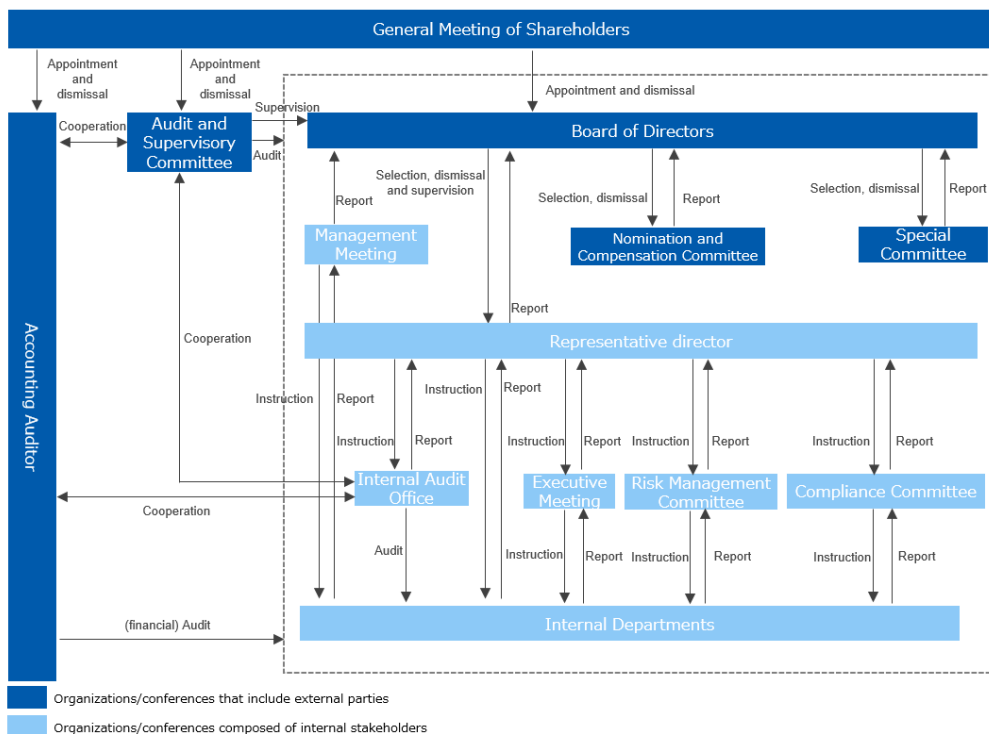 General Meeting of Shareholders
Appointment
and
dismissal
Appointment
and
dismissal
Appointment and dismissal
Supervision
Cooperation
Audit and
Supervisory
Committee
Audit
Board of Directors
Selection, dismissal
and supervision
Report
Selection, dismissal
Report
Selection, dismissal
Report
Management
Meeting
Nomination and
Compensation Committee
Special
Committee
Report
Accounting Auditor
Cooperation
Representative director
Instruction
Report
Instruction
Report
Instruction
Report
Instruction
Report
Instruction
Report
Instruction
Report
Internal Audit
Office
Executive
Meeting
Risk Management
Committee
Compliance Committee
Cooperation
Audit
Instruction
Report
Instruction
Report
Instruction
Report
Internal Departments
(financial) Audit
Organizations/conferences that include external parties
Organizations/conferences composed of internal stakeholders